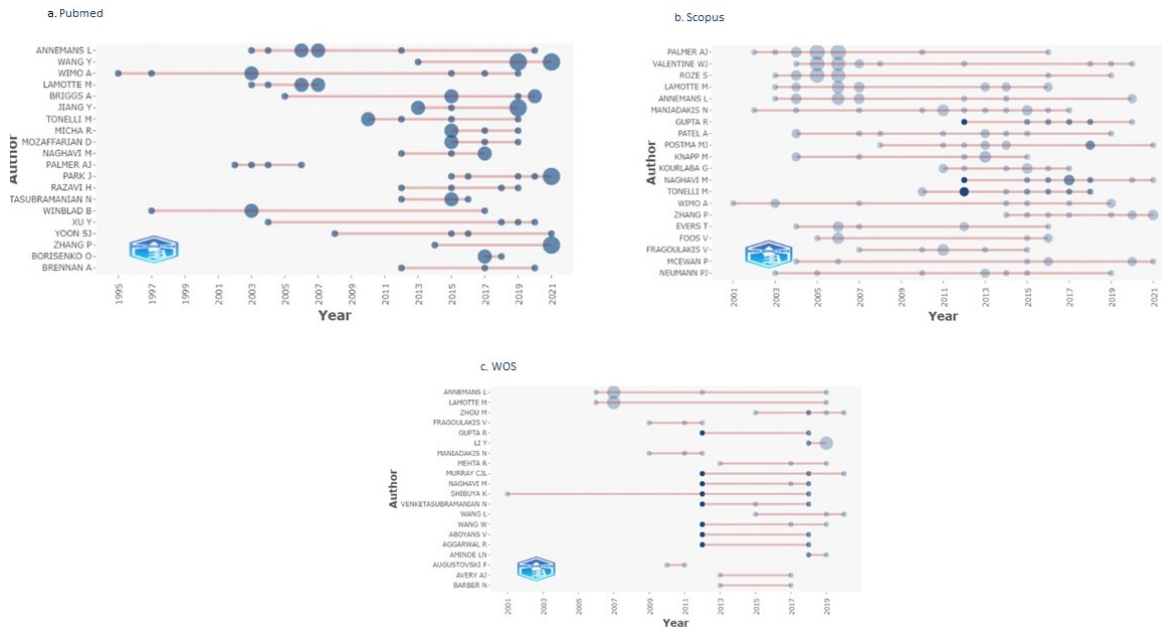 a. Pubmed
ANNEMANS L
WANG Y
WIMO A
LAMOTTE M
BRIGGS A
JIANG Y
TONELLI M
MICHA R
MOZAFFARIAN D
NAGHAVI M
PALMER AJ
PARK J
RAZAVI H
TASUBRAMANIAN N
WINBLAD B
XU Y
YOON SJ
ZHANG P
BORISENKO O
BRENNAN A
Author
1995 1997 1999 2001 2003 2005 2007 2009 2011 2013 2015 2017 2019 2021
Year
b. Scopus
PALMER AJ
VALENTINE WJ
ROZE S
LAMOTTE M
ANNEMANS L
MANIADAKIS N
GUPTA R
PATEL A
POSTMA MJ
KNAPP M
KOURLABA G
NAGHAVI M
TONELLI M
WIMO A
ZHANG P
EVERS T
FOOS V
FRAGOULAKIS V
MCEWAN P
NEUMANN PJ
Author
2001 2003 2005 2007 2009 2011 2013 2015 2017 2019 2021
Year
c. WOS
ANNEMANS L
LAMOTTE M
ZHOU M
FRAGOULAKIS V
GUPTA R
LI Y
MANIADAKIS N
MEHTA R
MURRAY CJL
NAGHAVI M
SHIBUYA K
VENKETASUBRAMANIAN N
WANG L
WANG W
ABOYANS V
AGGARWAL R
AMINDE LN
AUGUSTOVSKI F
AVERY AJ
BARBER N
Author
2001 2003 2005 2007 2009 2011 2013 2015 2017 2019
Year